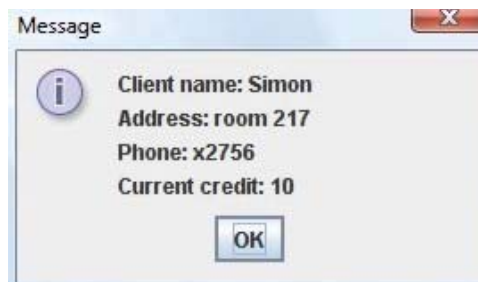 Message
Client name: Simon
Address: room 217
Phone: x2756
Current credit: 10
OK